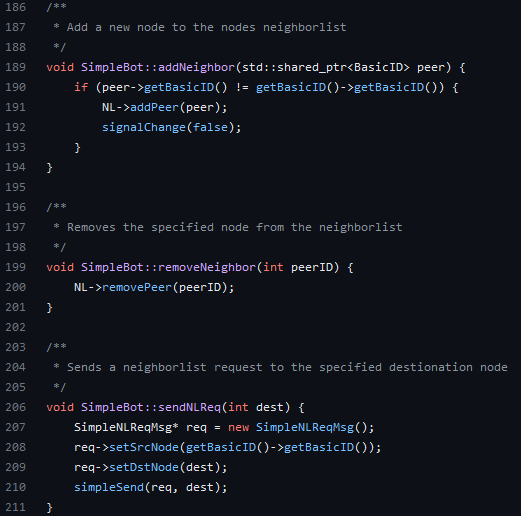 186 /**
187  * Add a new node to the nodes neighborlist
188  */
189 void SimpleBot::addNeighbor(std::shared_ptr<BasicID> peer) {
190     if (peer->getBasicID() != getBasicID()->getBasicID()) {
191         NL->addPeer(peer);
192         signalChange(false);
193     }
194 }
195
196 /**
197  * Removes the specified node from the neighborlist
198  */
199 void SimpleBot::removeNeighbor(int peerID) {
200     NL->removePeer(peerID);
201 }
202
203 /**
204  * Sends a neighborlist request to the specified destionation node
205  */
206 void SimpleBot::sendNLReq(int dest) {
207     SimpleNLReqMsg* req = new SimpleNLReqMsg();
208     req->setSrcNode(getBasicID()->getBasicID());
209     req->setDstNode(dest);
210     simpleSend(req, dest);
211 }